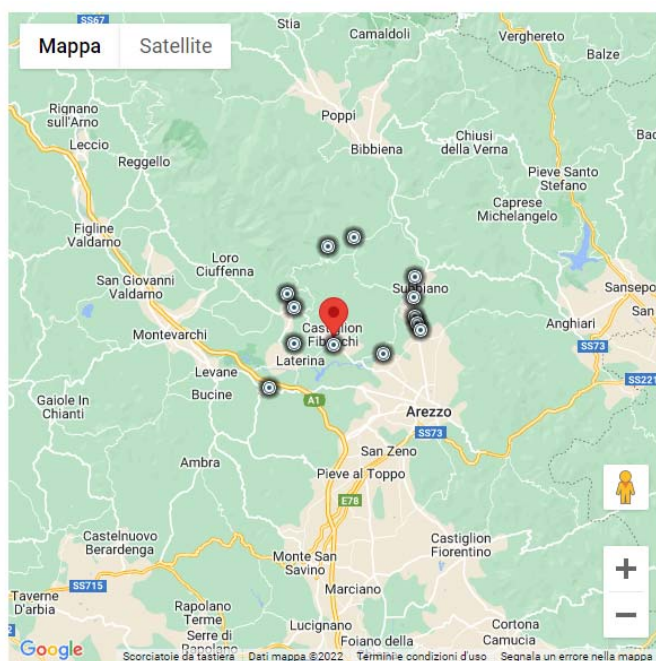 SS67
Stia
Camaldoli
Verghereto
Balze
Mappa
Satellite
Rignano
sull'Arno
Leccio
Poppi
Reggello
Bibbiena
Chiusi
della Verna
Pieve Santo
Stefano
Caprese
Michelangelo
Figline
Valdarno
Loro
Ciuffenna
San Giovanni
Valdarno
Subbiano
Anghiari
Montevarchi
Castiglion
Fibocchi
Laterina
SS73
Levane
Bucine
SS221
Gaiole In
Chianti
A1
Arezzo
SS73
San Zeno
Ambra
Pieve al Toppo
E78
Castelnuovo
Berardenga
Castiglion
Fiorentino
Monte San
Savino
SS715
Marciano
Taverne
D'arbia
Rapolano
Terme
Lucignano
Cortona
Camucia
Serre di
Rapolano
Foiano della
Google
Scorciatoie da tastiera
Dati mappa ©2022
Termini e condizioni d'uso
Segnala un errore nella mappa